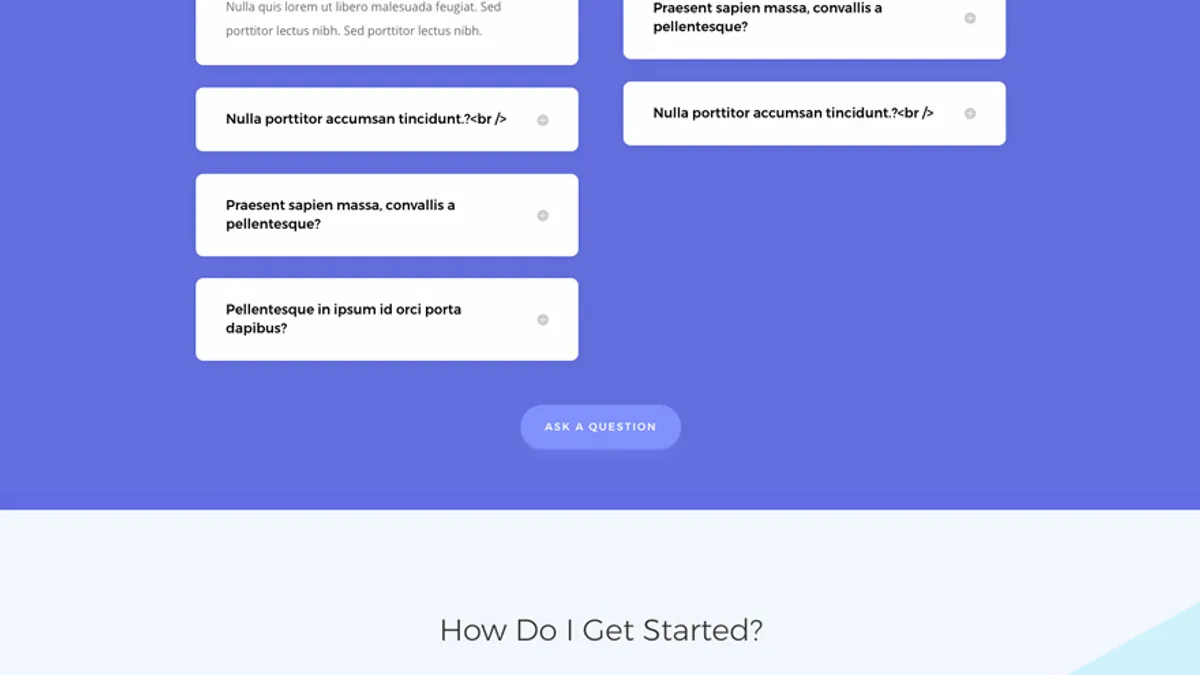 Nulla quis lorem ut libero malesuada feugiat. Sed
porttitor lectus nibh. Sed porttitor lectus nibh.
Nulla porttitor accumsan tincidunt.?<br />
Praesent sapien massa, convallis a
pellentesque?
Pellentesque in ipsum id orci porta
dapibus?
Praesent sapien massa, convallis a
pellentesque?
Nulla porttitor accumsan tincidunt.?<br />
ASK A QUESTION
How Do I Get Started?